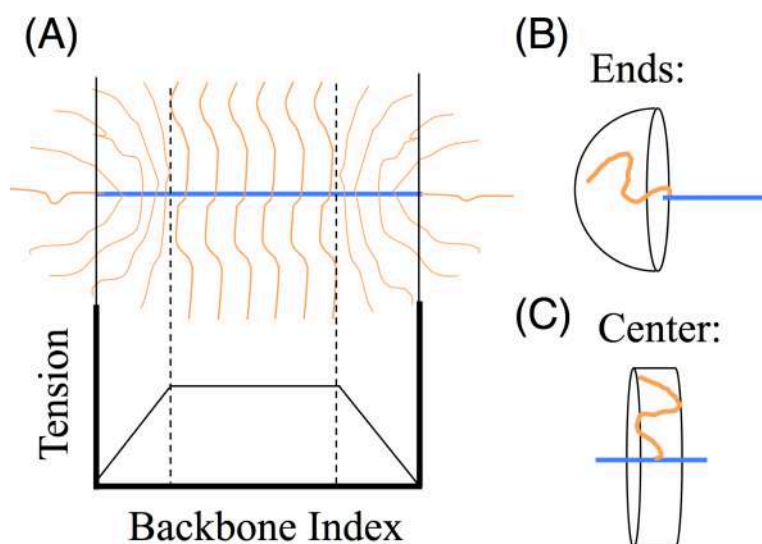 (A)
Tension
Backbone Index
(B)
Ends:
(C)
Center: